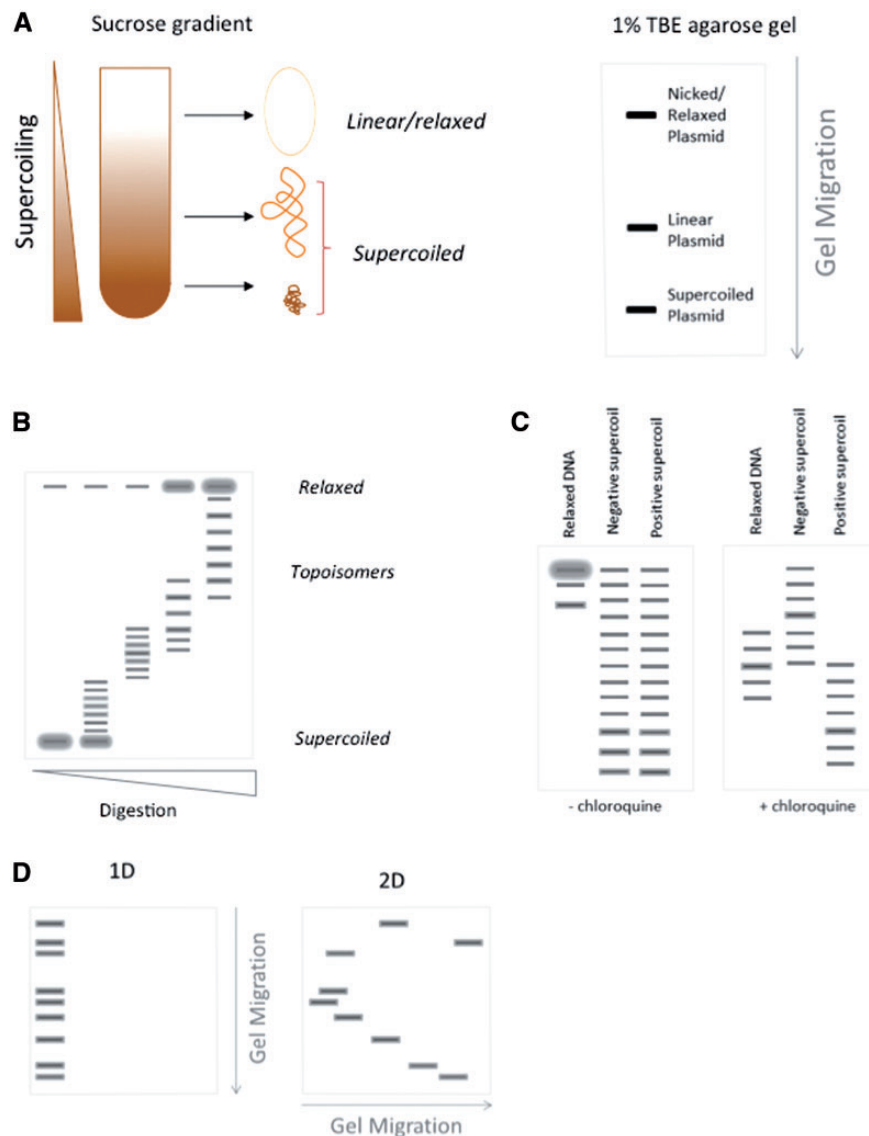 A
Sucrose gradient
Supercoiling
Linear/relaxed
Supercoiled
1% TBE agarose gel
Nicked/
Relaxed
Plasmid
Linear
Plasmid
Supercoiled
Plasmid
Gel Migration
B
Relaxed
Topoisomers
Supercoiled
Digestion
C
Relaxed DNA
Negative supercoil
Positive supercoil
Relaxed DNA
Negative supercoil
Positive supercoil
- chloroquine
+ chloroquine
D
1D
Gel Migration
2D
Gel Migration